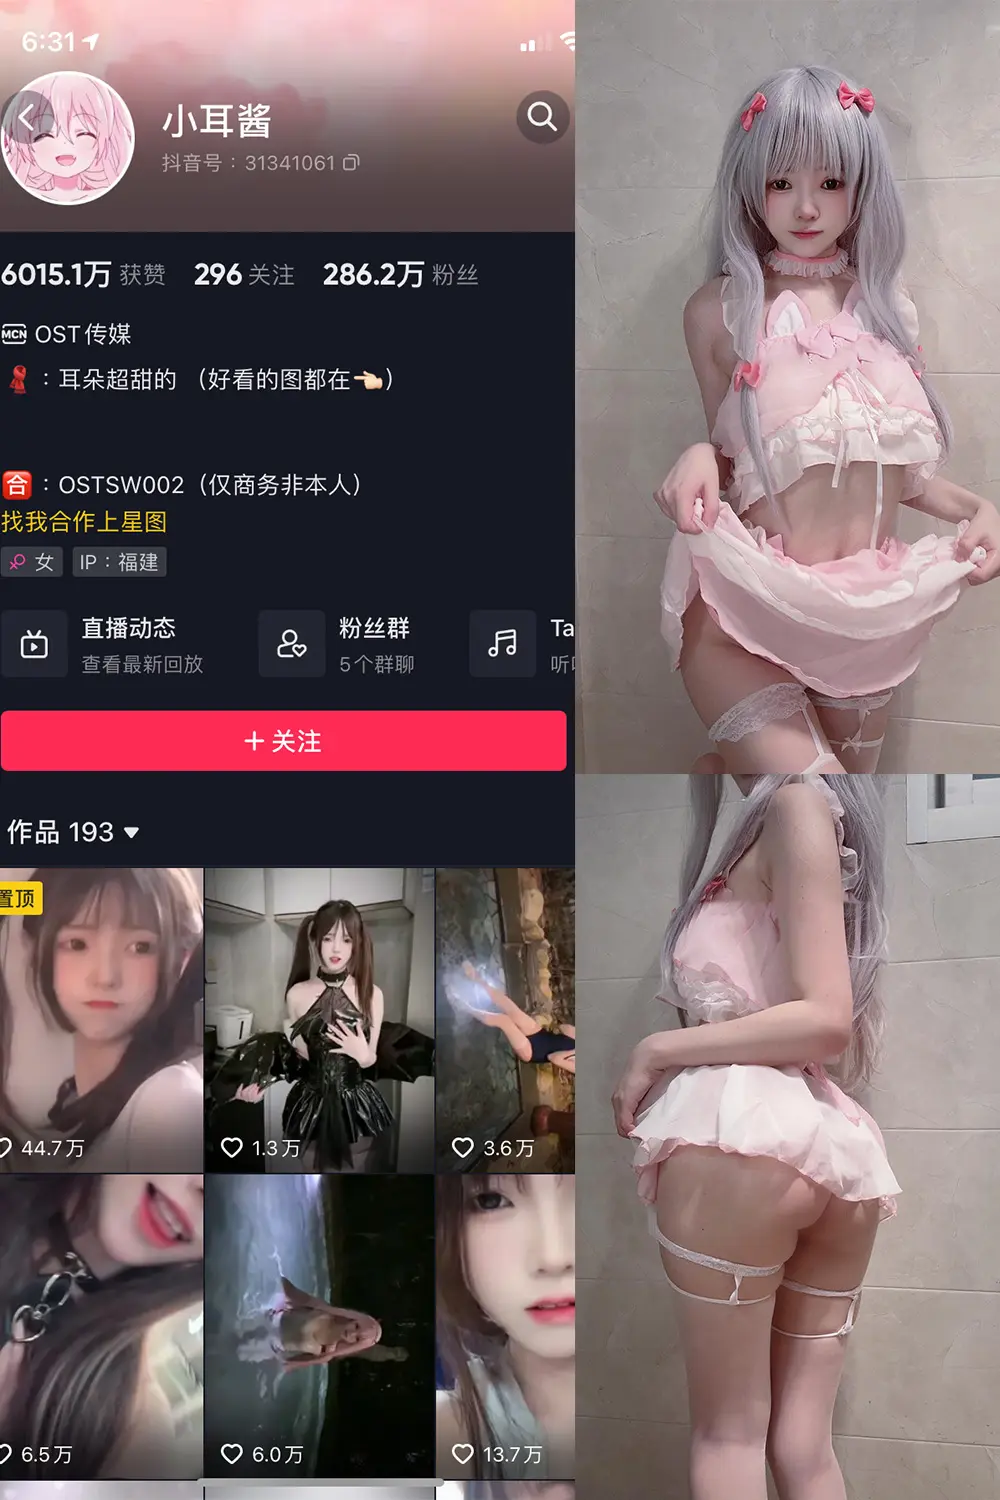 6:31
小耳酱
抖音号：31341061
6015.1万 获赞 296 关注 286.2万 粉丝
MCN OST传媒
：耳朵超甜的 （好看的图都在👈🏻）
合：OSTSW002（仅商务非本人）
找我合作上星图
女 IP：福建
直播动态
查看最新回放
粉丝群
5个群聊
Ta
听
+ 关注
作品 193
置顶
44.7万
1.3万
3.6万
6.5万
6.0万
13.7万